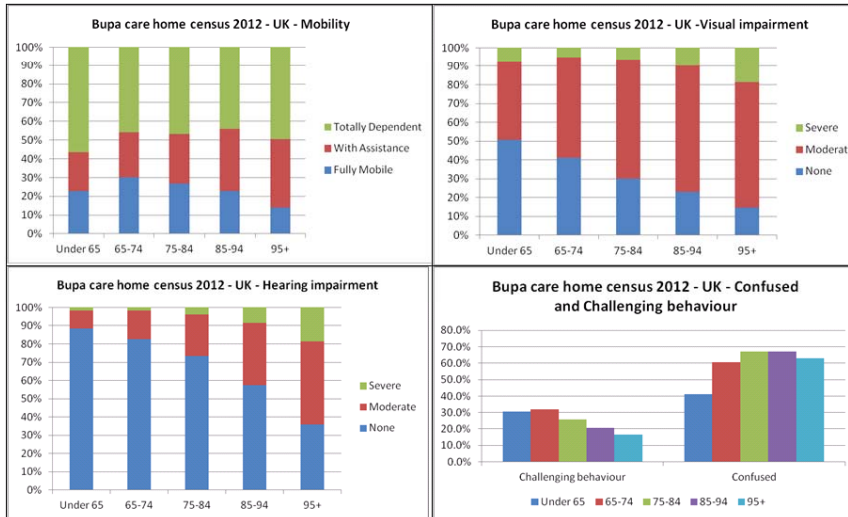 Bupa care home census 2012 - UK - Mobility
100%
90%
80%
70%
60%
50%
40%
30%
20%
10%
0%
Totally Dependent
With Assistance
Fully Mobile
Under 65 65-74 75-84 85-94 95+
Bupa care home census 2012 - UK -Visual impairment
100%
90%
80%
70%
60%
50%
40%
30%
20%
10%
0%
Severe
Moderat
None
Under 65 65-74 75-84 85-94 95+
Bupa care home census 2012 - UK - Hearing impairment
100%
90%
80%
70%
60%
50%
40%
30%
20%
10%
0%
Severe
Moderate
None
Under 65 65-74 75-84 85-94 95+
Bupa care home census 2012 - UK - Confused
and Challenging behaviour
80.0%
70.0%
60.0%
50.0%
40.0%
30.0%
20.0%
10.0%
0.0%
Challenging behaviour Confused
Under 65 65-74 75-84 85-94 95+